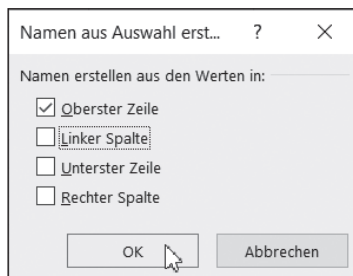 Namen aus Auswahl erst... ? ×
Namen erstellen aus den Werten in:
Oberster Zeile
Linker Spalte
Unterster Zeile
Rechter Spalte
OK Abbrechen